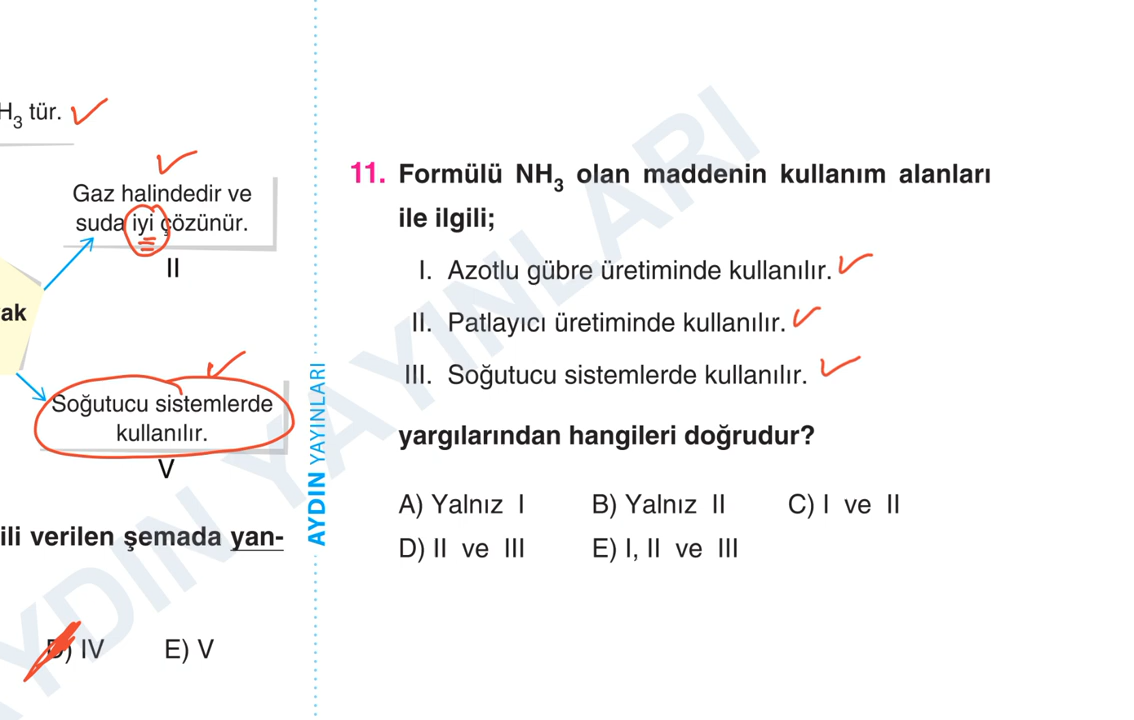 H₃ tür.
Gaz halindedir ve
suda iyi çözünür.
II
ak
Soğutucu sistemlerde
kullanılır.
V
ili verilen şemada yan-
D) IV E) V
AYDIN YAYINLARI
AYDIN YAYINLARI
11. Formülü NH₃ olan maddenin kullanım alanları
ile ilgili;
I. Azotlu gübre üretiminde kullanılır.
II. Patlayıcı üretiminde kullanılır.
III. Soğutucu sistemlerde kullanılır.
yargılarından hangileri doğrudur?
A) Yalnız I B) Yalnız II C) I ve II
D) II ve III E) I, II ve III